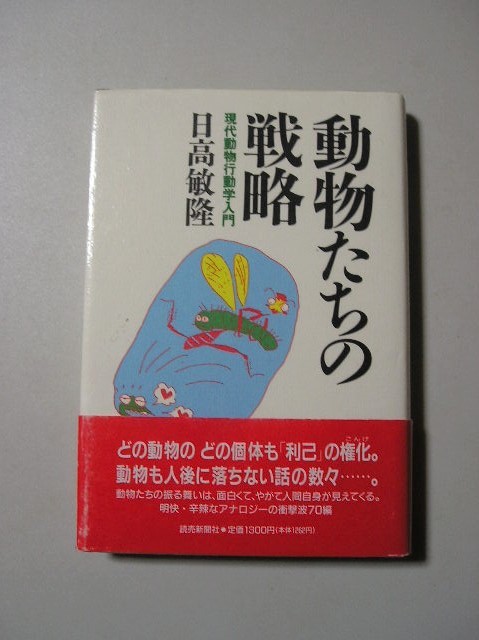 動物たちの
戦略
現代動物行動学入門
日高敏隆
どの動物の どの個体も「利己」の権化。
ごんげ
動物も人後に落ちない話の数々……。
動物たちの振る舞いは、面白くて、やがて人間自身が見えてくる。
明快・辛辣なアナロジーの衝撃波70編
読売新聞社●定価1300円(本体1262円)